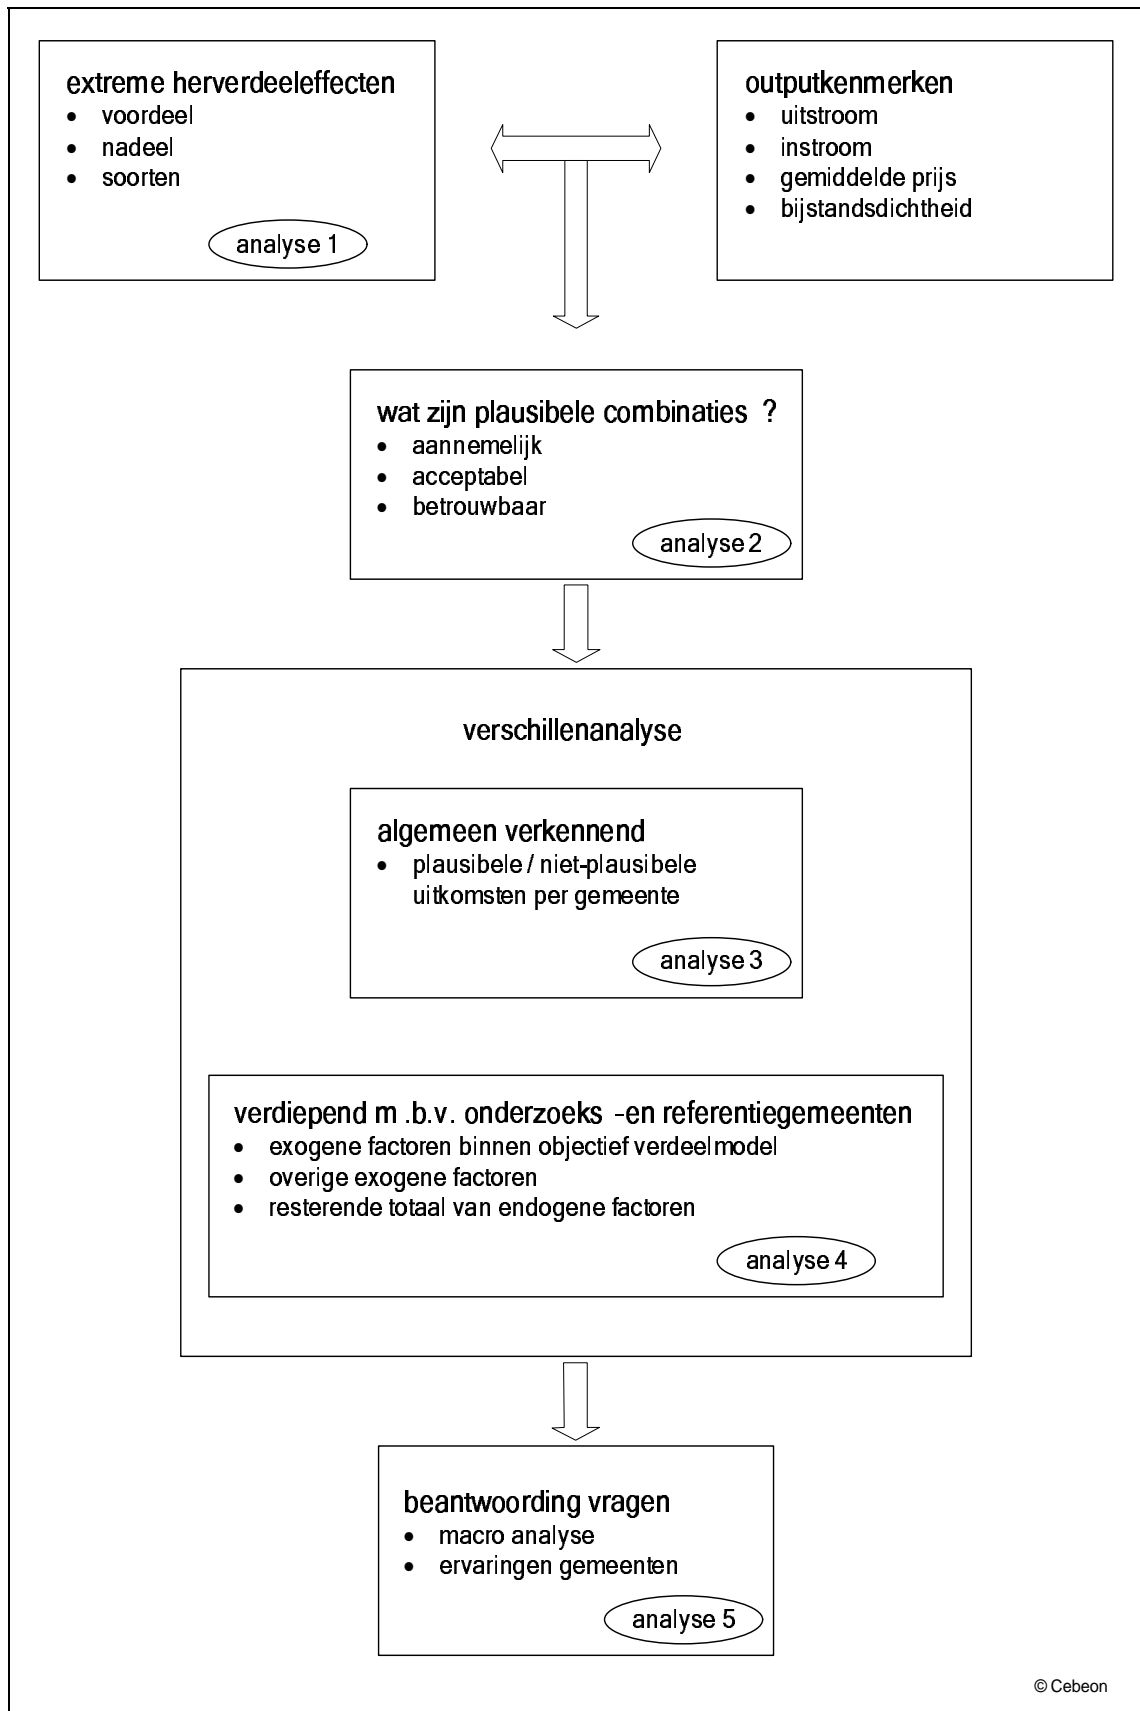 extreme herverdeeleffecten
• voordeel
• nadeel
• soorten
analyse 1
outputkenmerken
• uitstroom
• instroom
• gemiddelde prijs
• bijstandsdichtheid
wat zijn plausibele combinaties ?
• aannemelijk
• acceptabel
• betrouwbaar
analyse 2
verschillenanalyse
algemeen verkennend
• plausibele / niet-plausibele
uitkomsten per gemeente
analyse 3
verdiepend m .b.v. onderzoeks -en referentiegemeenten
• exogene factoren binnen objectief verdeelmodel
• overige exogene factoren
• resterende totaal van endogene factoren
analyse 4
beantwoording vragen
• macro analyse
• ervaringen gemeenten
analyse 5
© Cebeon